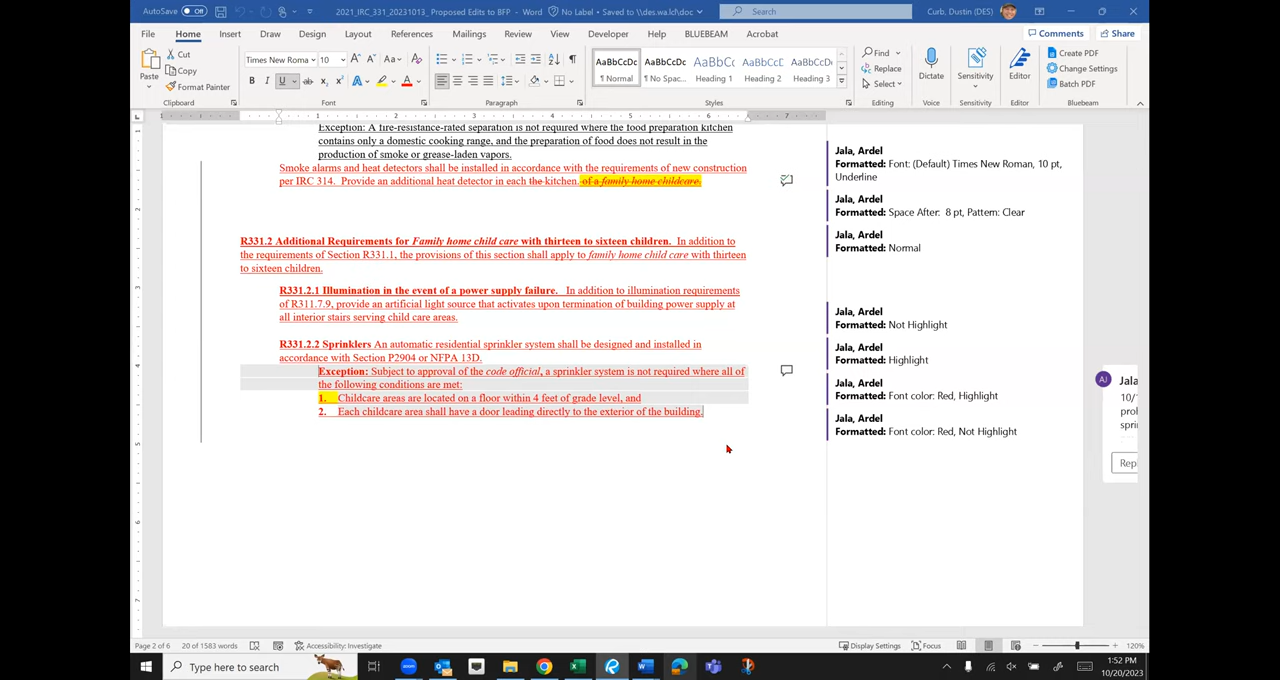 AutoSave Off 2021_IRC_331_20231013_ Proposed Edits to BFP - Word No Label • Saved to \\des.wa.lcl\doc Search Curb, Dustin (DES)
File Home Insert Draw Design Layout References Mailings Review View Developer Help BLUEBEAM Acrobat Comments Share
Paste Cut Copy Format Painter
Times New Roma 10
AaBbCcDc AaBbCcDc AaBbCc AaBbCcD AaBbCcD
¶ Normal ¶ No Spac... Heading 1 Heading 2 Heading 3
Find Replace Select
Dictate Sensitivity Editor
Create PDF Change Settings Batch PDF
Clipboard Font Paragraph Styles Editing Voice Sensitivity Editor Bluebeam
Exception: A fire-resistance-rated separation is not required where the food preparation kitchen
contains only a domestic cooking range, and the preparation of food does not result in the
production of smoke or grease-laden vapors.
Smoke alarms and heat detectors shall be installed in accordance with the requirements of new construction
per IRC 314. Provide an additional heat detector in each the kitchen. of a family home childcare.
R331.2 Additional Requirements for Family home child care with thirteen to sixteen children. In addition to
the requirements of Section R331.1, the provisions of this section shall apply to family home child care with thirteen
to sixteen children.
R331.2.1 Illumination in the event of a power supply failure. In addition to illumination requirements
of R311.7.9, provide an artificial light source that activates upon termination of building power supply at
all interior stairs serving child care areas.
R331.2.2 Sprinklers An automatic residential sprinkler system shall be designed and installed in
accordance with Section P2904 or NFPA 13D.
Exception: Subject to approval of the code official, a sprinkler system is not required where all of
the following conditions are met:
1. Childcare areas are located on a floor within 4 feet of grade level, and
2. Each childcare area shall have a door leading directly to the exterior of the building.
Jala, Ardel
Formatted: Font: (Default) Times New Roman, 10 pt,
Underline
Jala, Ardel
Formatted: Space After: 8 pt, Pattern: Clear
Jala, Ardel
Formatted: Normal
Jala, Ardel
Formatted: Not Highlight
Jala, Ardel
Formatted: Highlight
Jala, Ardel
Formatted: Font color: Red, Highlight
Jala, Ardel
Formatted: Font color: Red, Not Highlight
AJ Jala
10/
prol
spri
Rep
Page 2 of 6 20 of 1583 words Accessibility: Investigate Display Settings Focus 120%
Type here to search
1:52 PM
10/20/2023